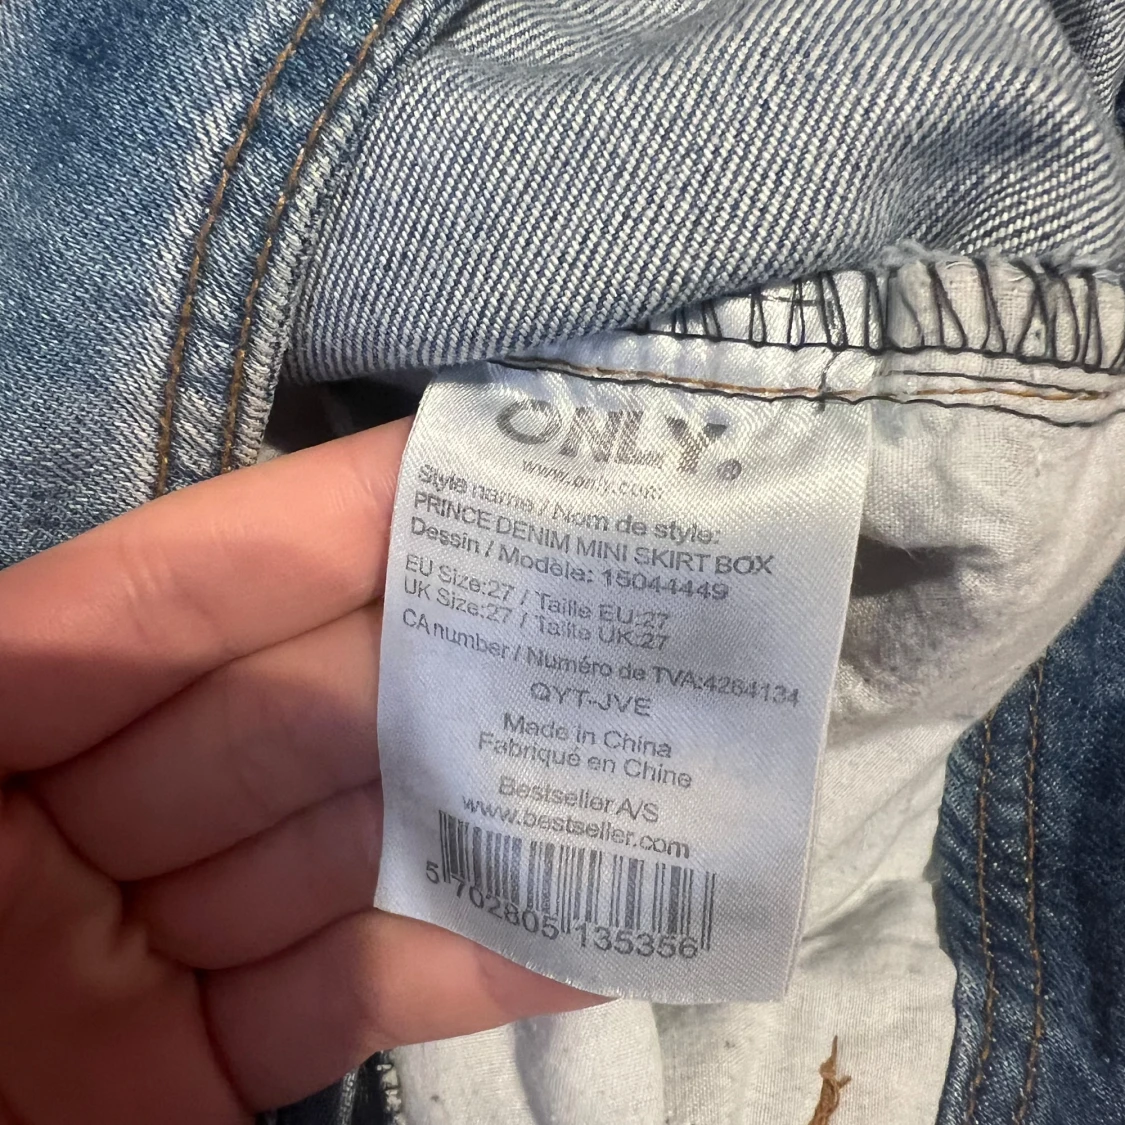 ONLY®
www.only.com
Style name / Nom de style:
PRINCE DENIM MINI SKIRT BOX
Dessin / Modèle: 15044449
EU Size:27 / Taille EU:27
UK Size:27 / Taille UK:27
CA number / Numéro de TVA:4264134
QYT-JVE
Made in China
Fabriqué en Chine
Bestseller A/S
www.bestseller.com
5 702805 135356